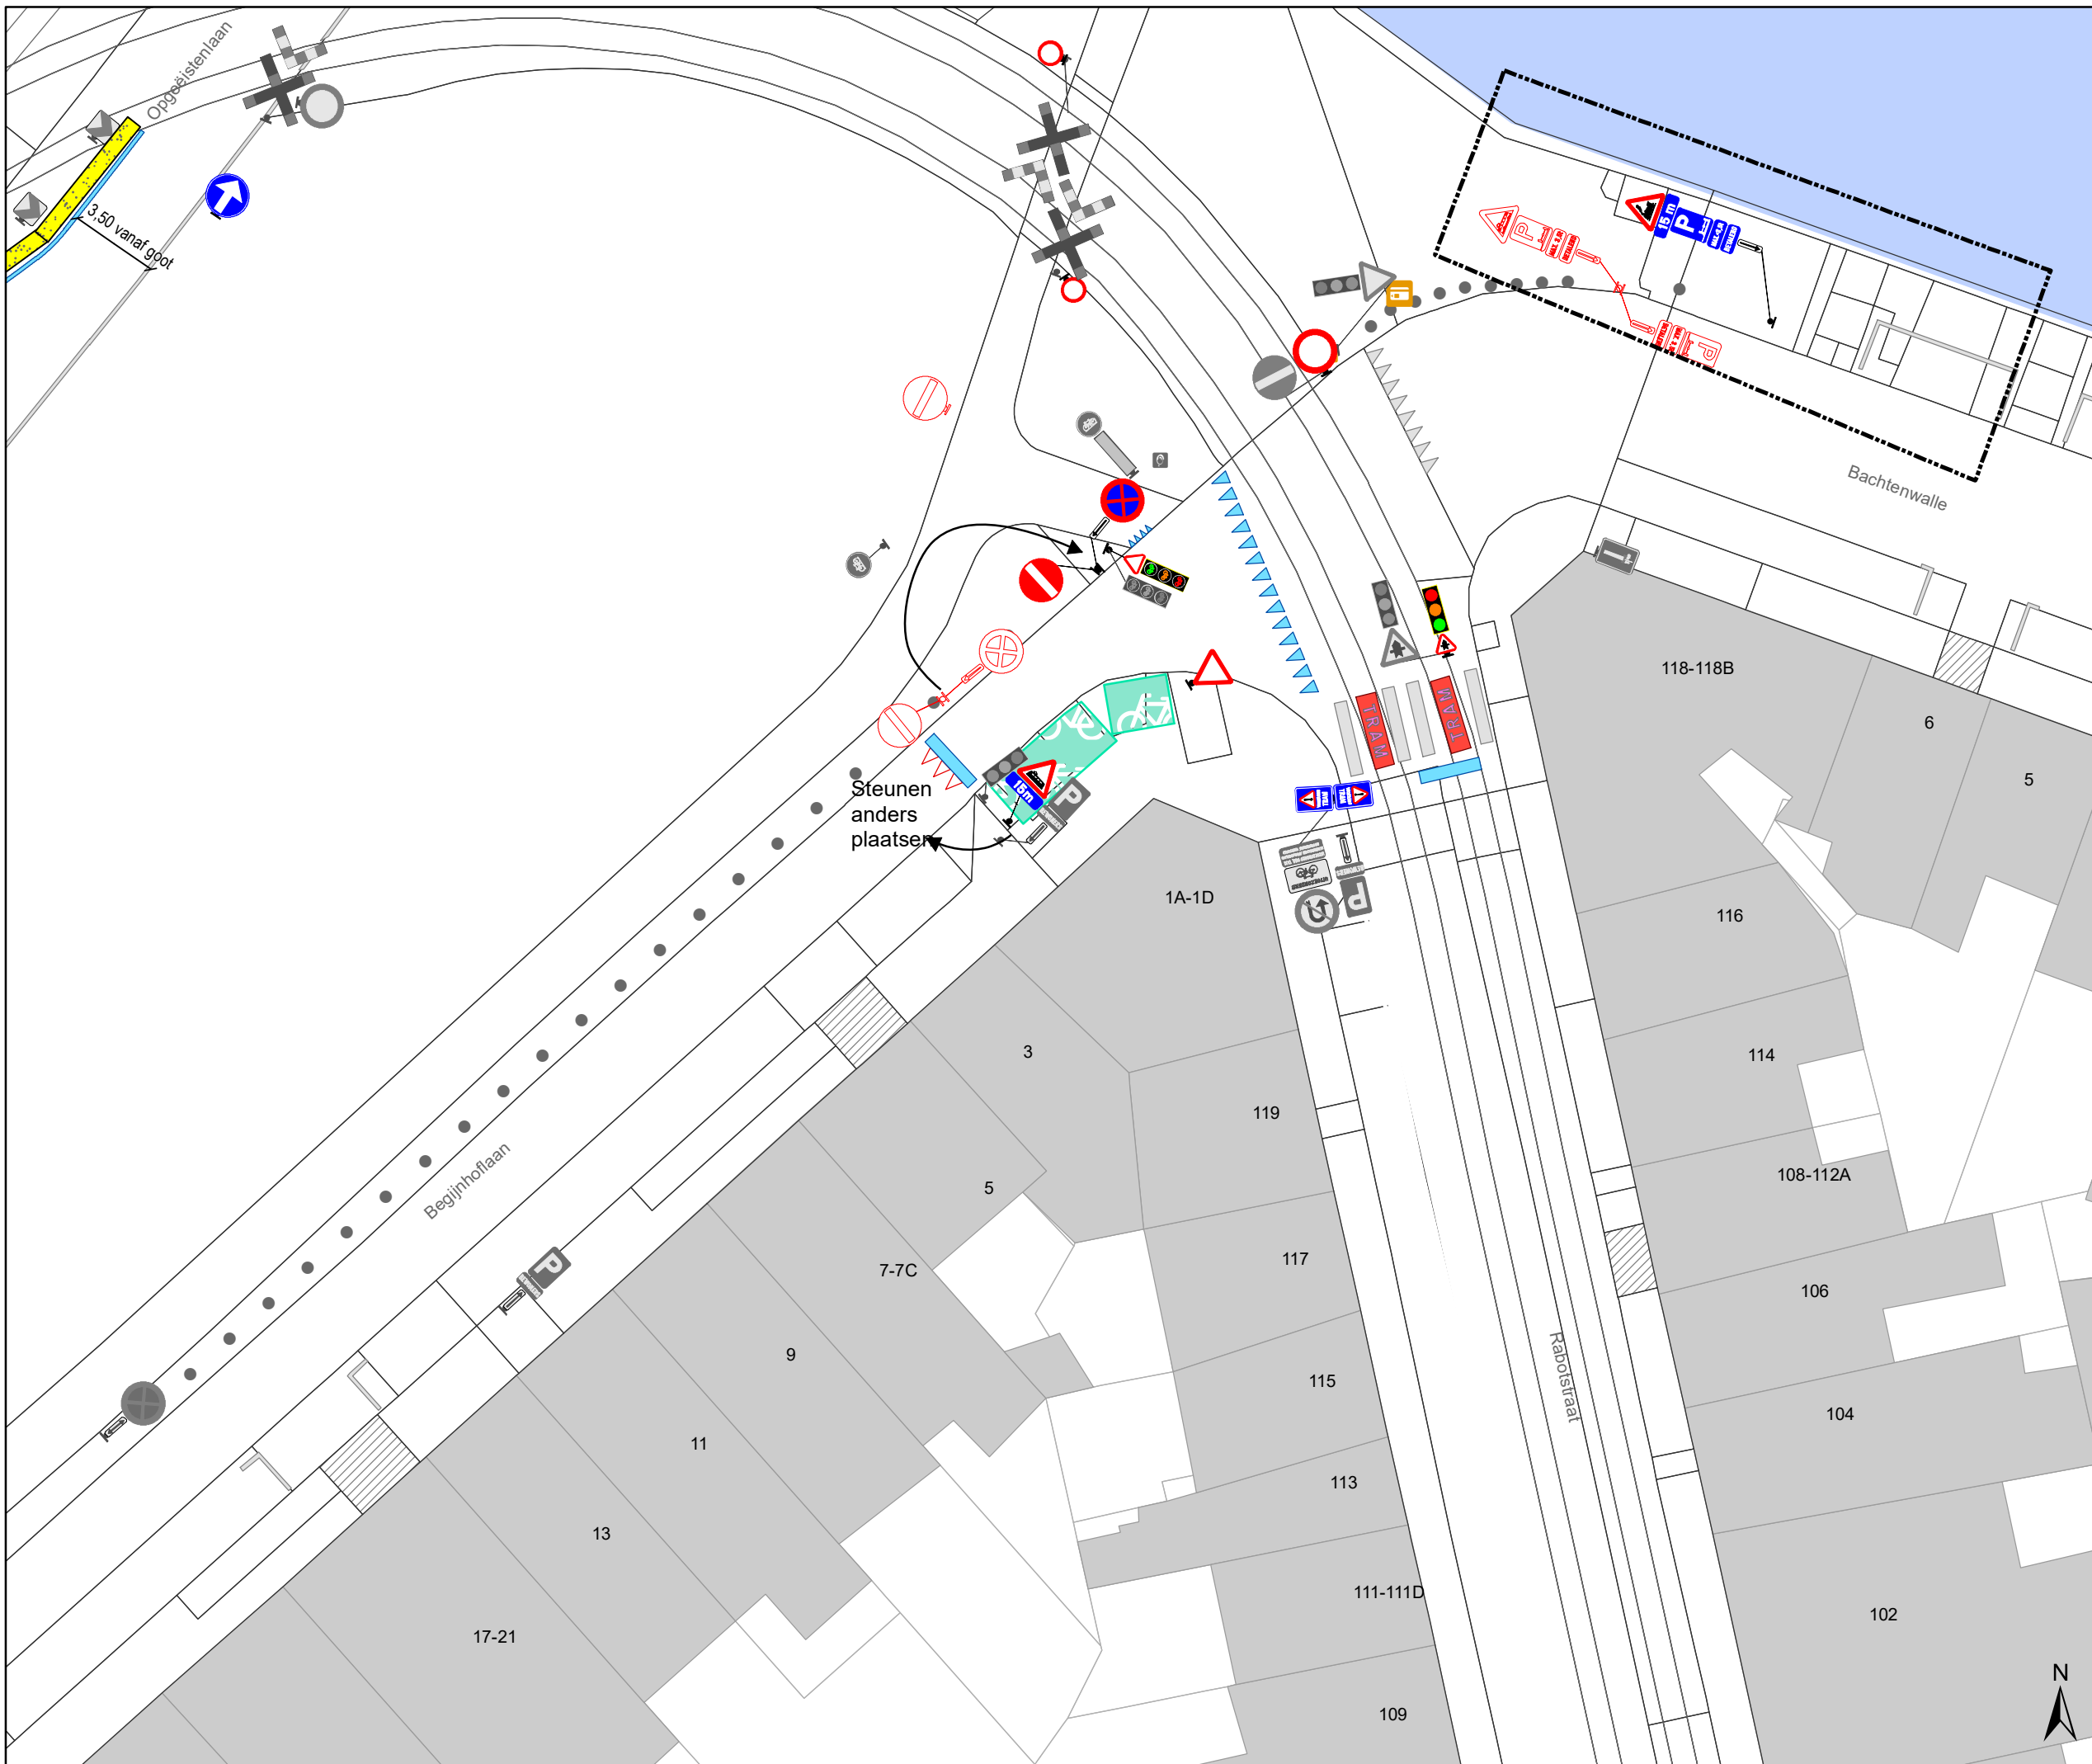 Opgeëistenlaan
3,50 vanaf goot
15 m
P
P
P
Bachtenwalle
118-118B
6
5
TRAM
TRAM
Steunen
anders
plaatsen
15m
P
P
1A-1D
116
3
114
119
108-112A
5
Begijnhoflaan
117
7-7C
P
106
9
115
Rabotstraat
104
11
113
13
111-111D
102
17-21
109
N